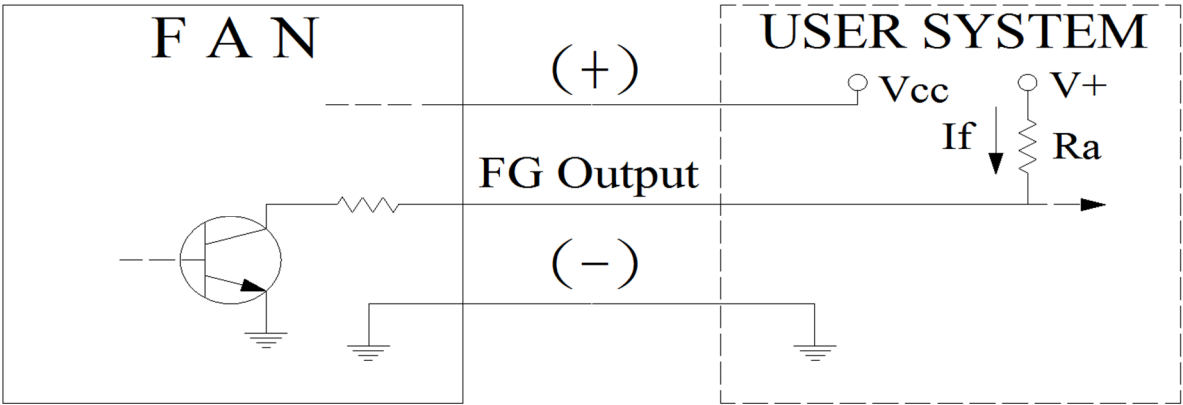 F A N
USER SYSTEM
(+)
Vcc
V+
If
Ra
FG Output
(−)